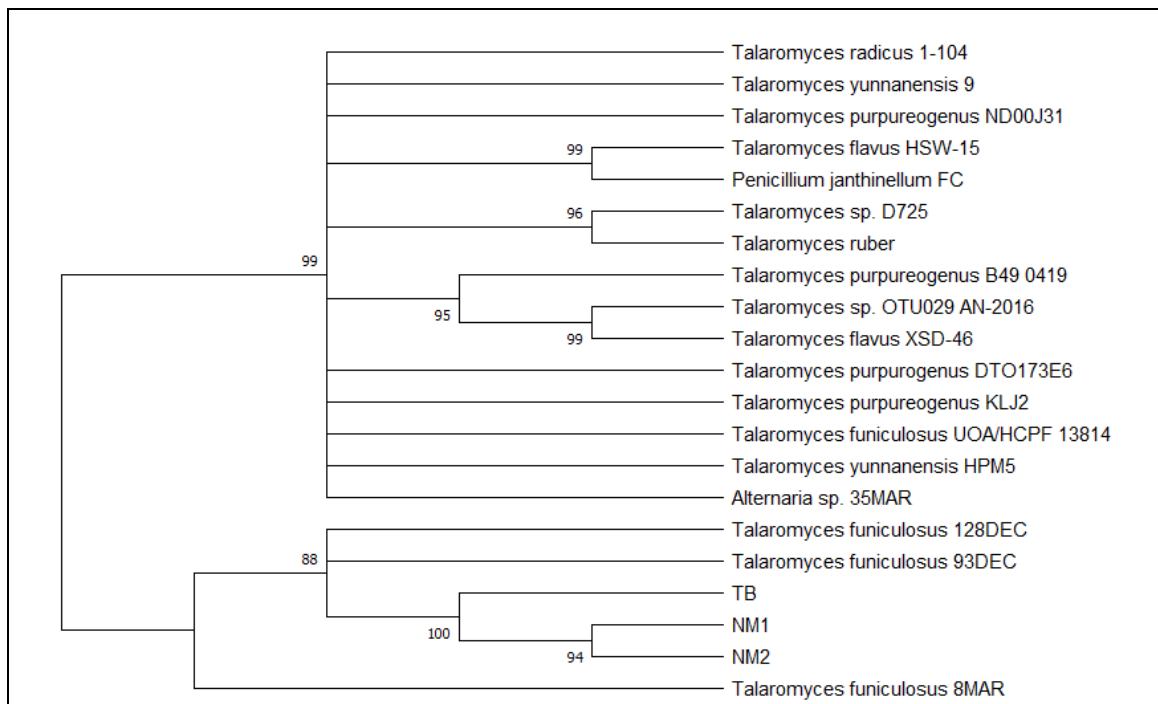 Talaromyces radicus 1-104
Talaromyces yunnanensis 9
Talaromyces purpureogenus ND00J31
99
Talaromyces flavus HSW-15
Penicillium janthinellum FC
96
Talaromyces sp. D725
Talaromyces ruber
99
Talaromyces purpureogenus B49 0419
95
Talaromyces sp. OTU029 AN-2016
99
Talaromyces flavus XSD-46
Talaromyces purpurogenus DTO173E6
Talaromyces purpureogenus KLJ2
Talaromyces funiculosus UOA/HCPF 13814
Talaromyces yunnanensis HPM5
Alternaria sp. 35MAR
Talaromyces funiculosus 128DEC
88
Talaromyces funiculosus 93DEC
TB
100
NM1
94
NM2
Talaromyces funiculosus 8MAR